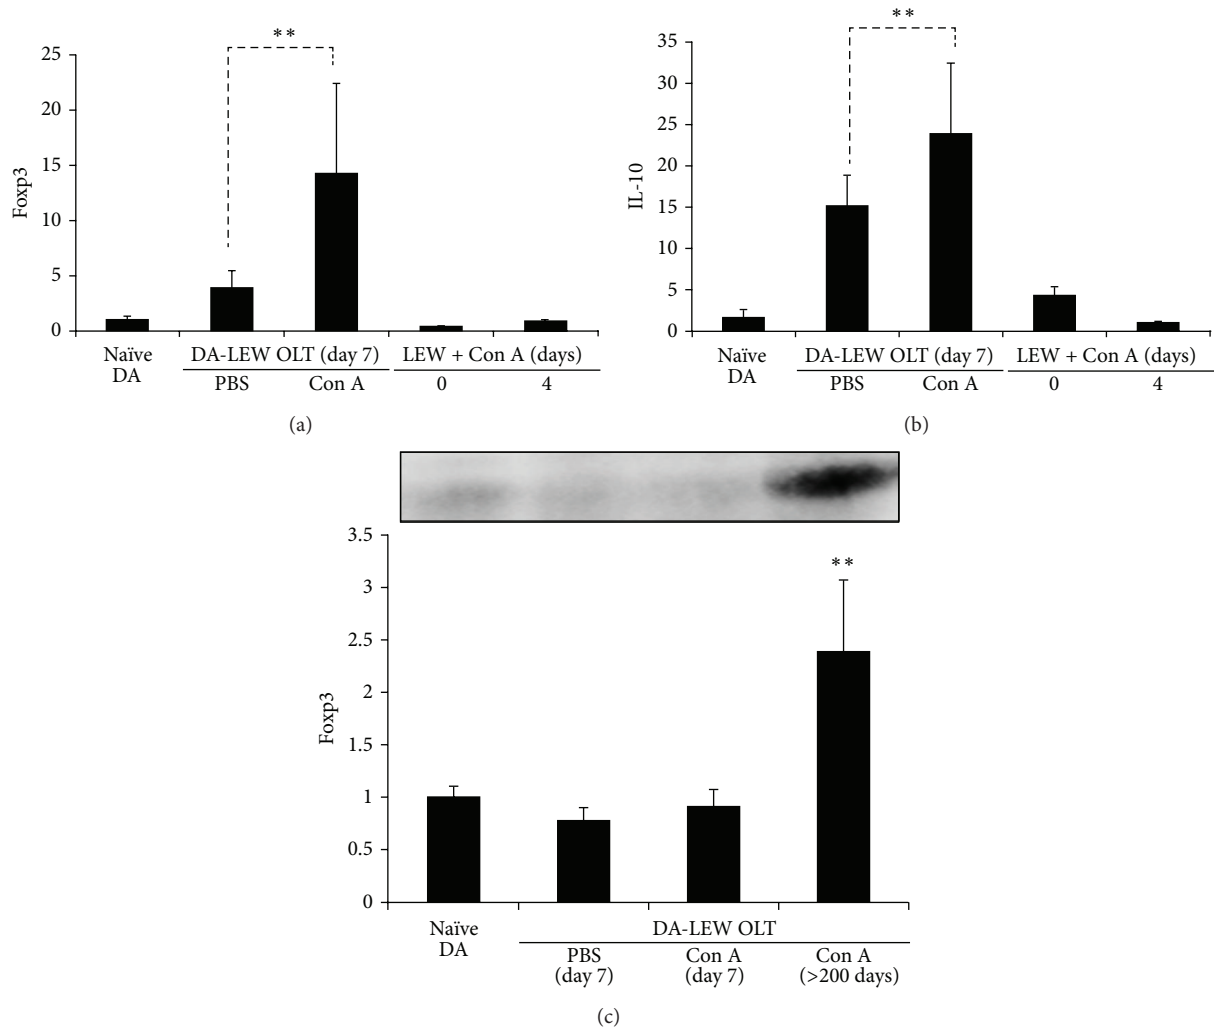 **
25
20
15
10
5
0
Foxp3
Naïve DA
DA-LEW OLT (day 7)
PBS
Con A
LEW + Con A (days)
0
4
(a)
**
35
30
25
20
15
10
5
0
IL-10
Naïve DA
DA-LEW OLT (day 7)
PBS
Con A
LEW + Con A (days)
0
4
(b)
3.5
3
2.5
2
1.5
1
0.5
0
Foxp3
**
Naïve
DA
DA-LEW OLT
PBS
(day 7)
Con A
(day 7)
Con A
(>200 days)
(c)